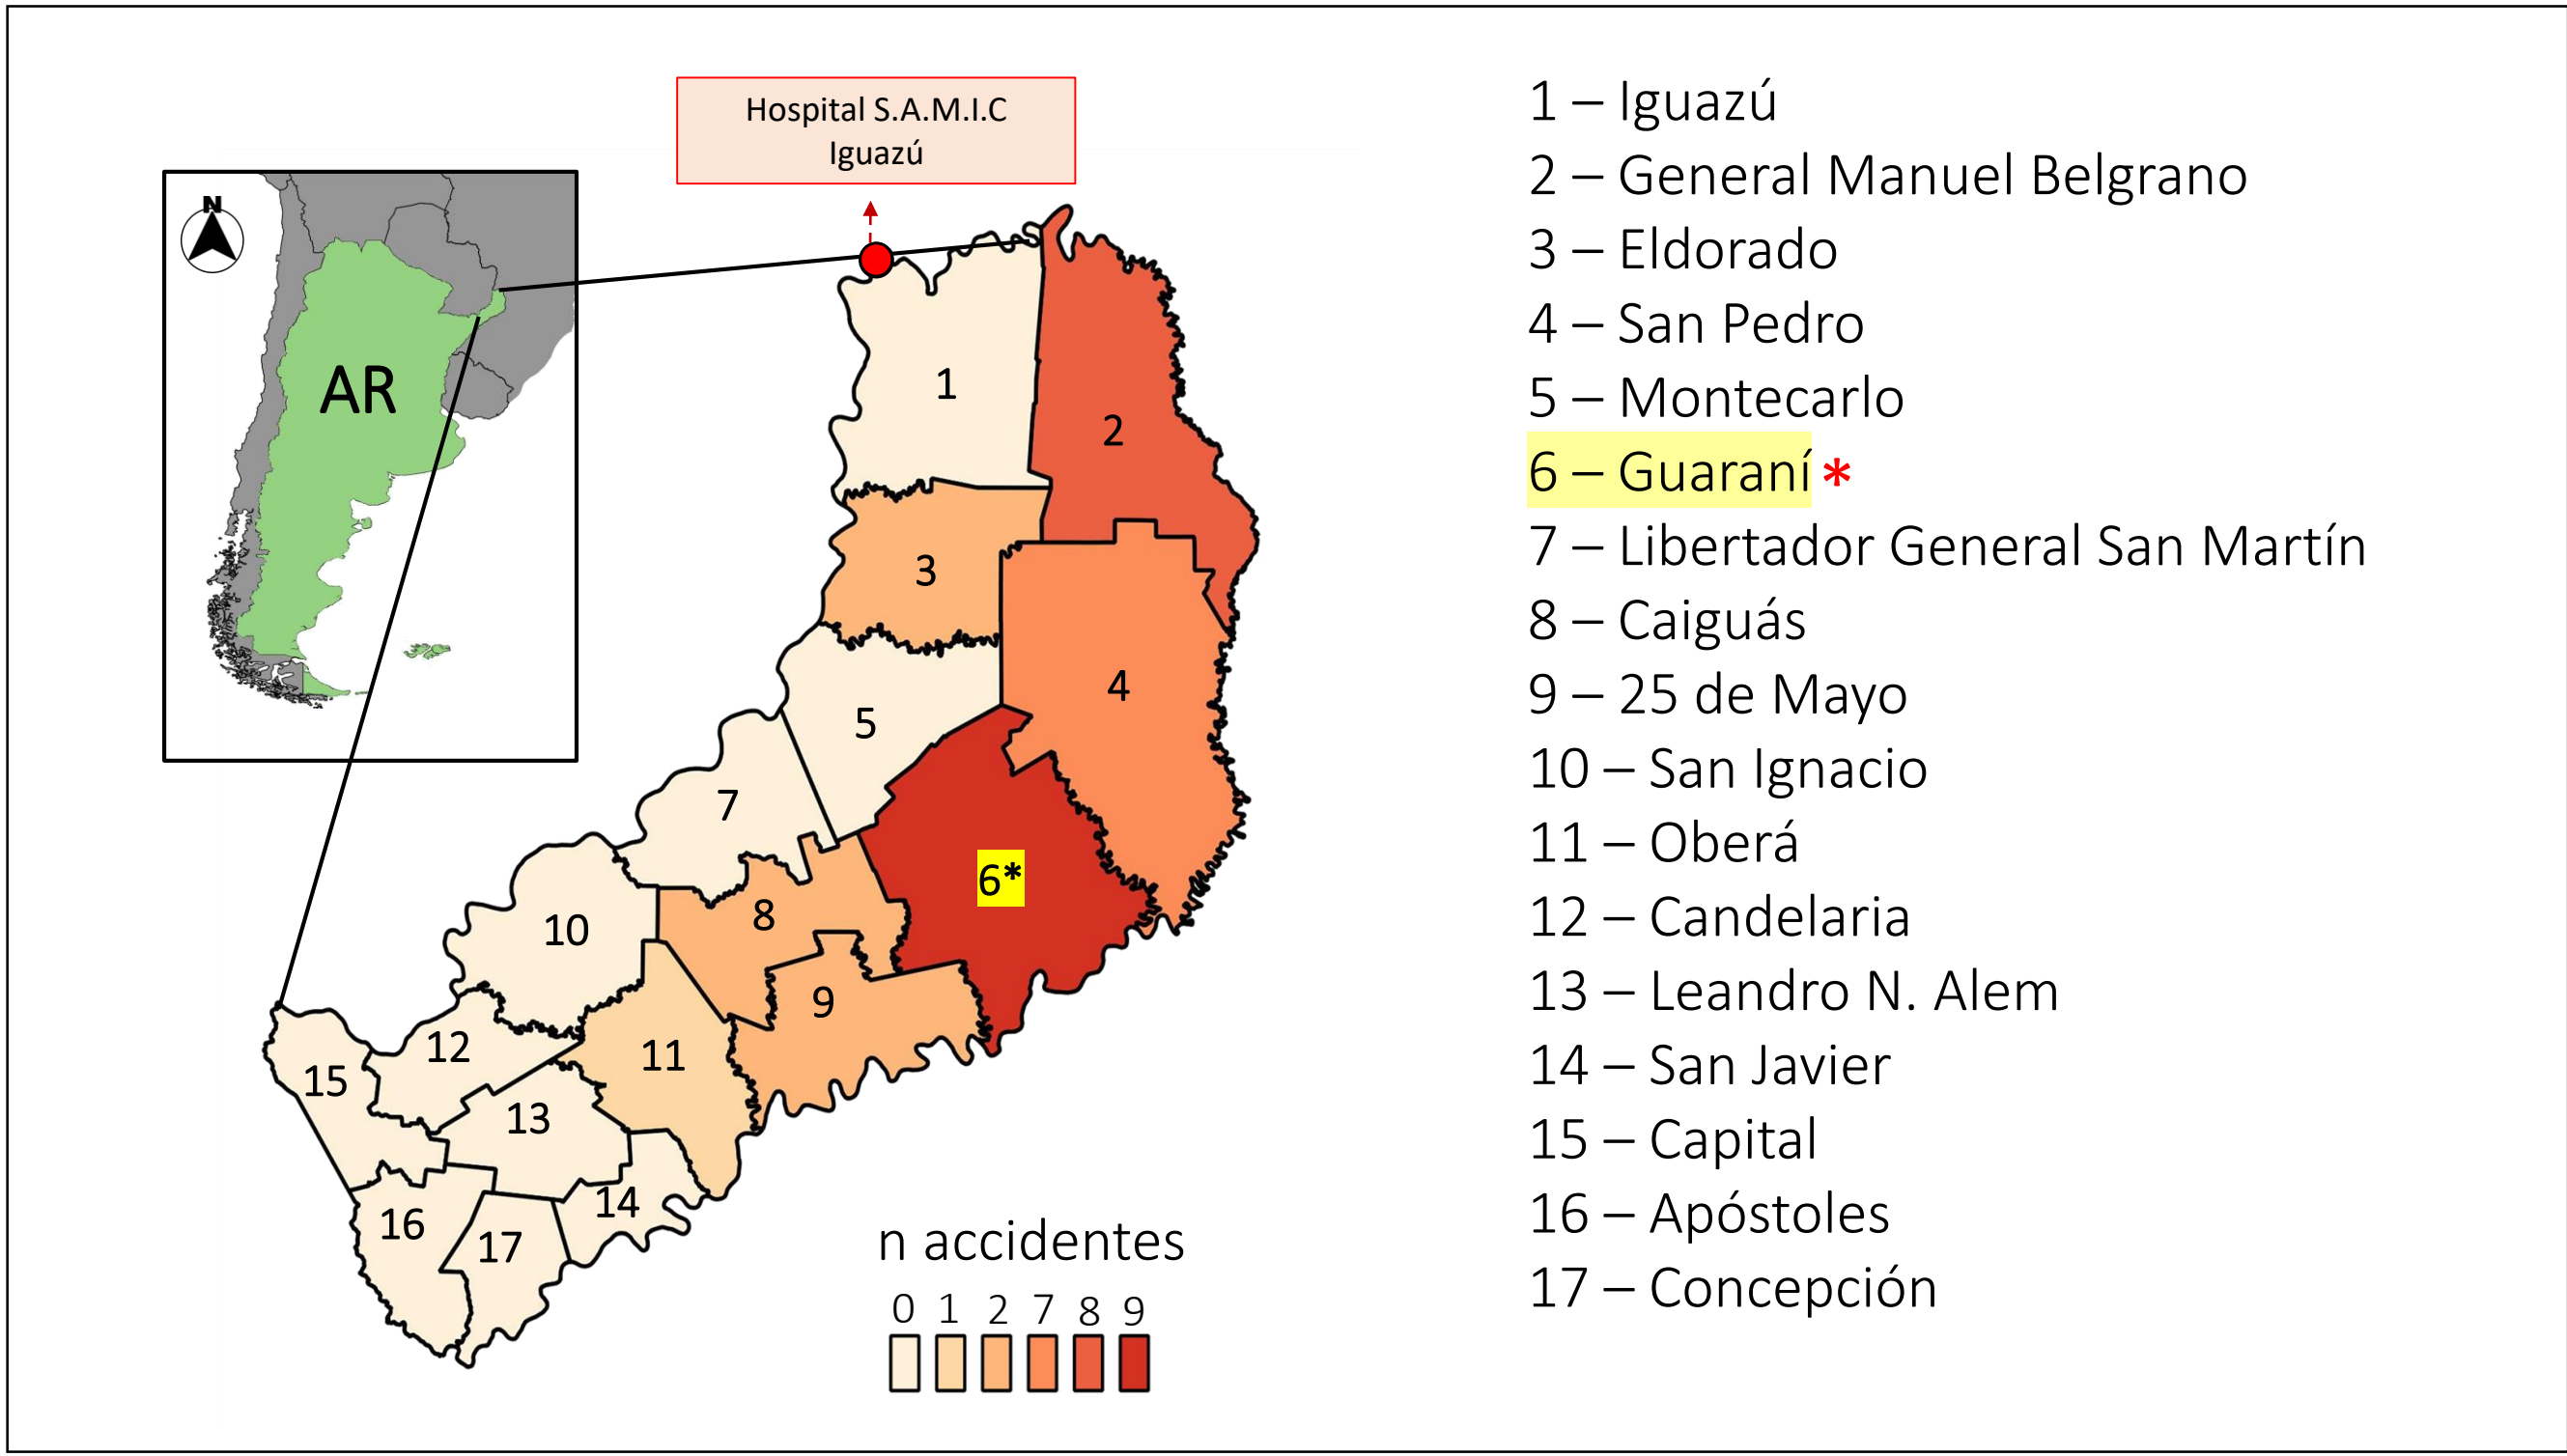 Hospital S.A.M.I.C
Iguazú
N
AR
1
2
3
4
5
6*
7
8
9
10
11
12
13
14
15
16
17
n accidentes
0 1 2 7 8 9
1 – Iguazú
2 – General Manuel Belgrano
3 – Eldorado
4 – San Pedro
5 – Montecarlo
6 – Guaraní *
7 – Libertador General San Martín
8 – Caiguás
9 – 25 de Mayo
10 – San Ignacio
11 – Oberá
12 – Candelaria
13 – Leandro N. Alem
14 – San Javier
15 – Capital
16 – Apóstoles
17 – Concepción